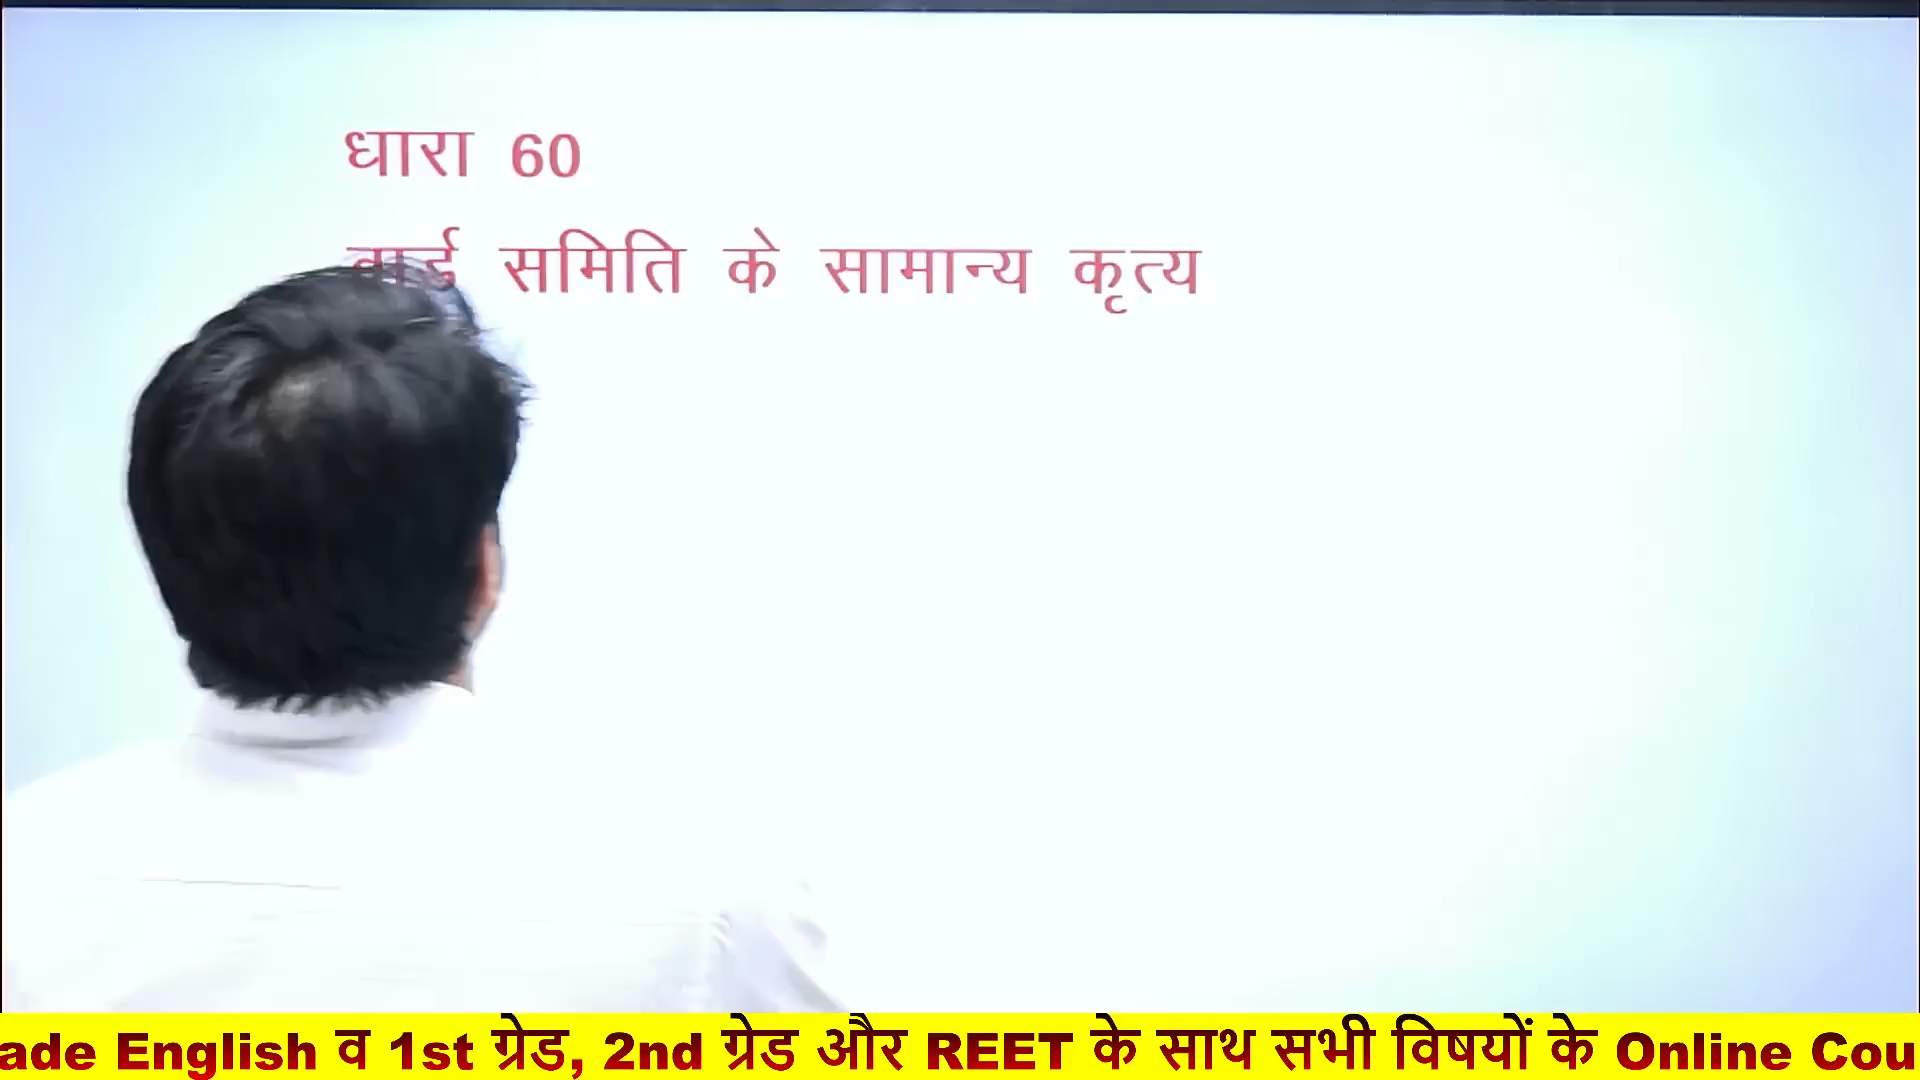 धारा 60
वार्ड समिति के सामान्य कृत्य
ade English व 1st ग्रेड, 2nd ग्रेड और REET के साथ सभी विषयों के Online Cou